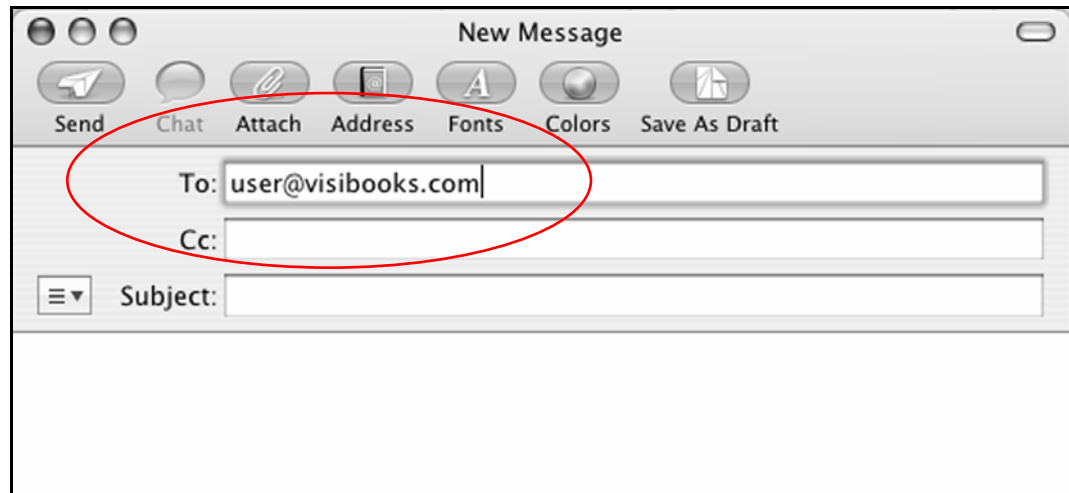 New Message
Send Chat Attach Address Fonts Colors Save As Draft
To: user@visibooks.com
Cc:
Subject: